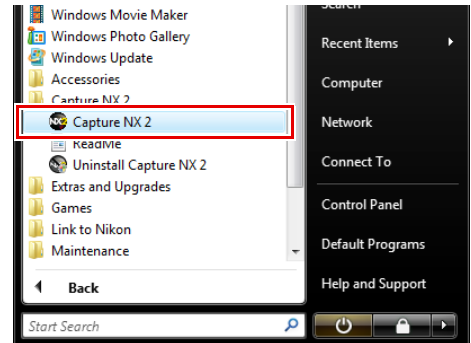 Windows Movie Maker
Windows Photo Gallery
Windows Update
Accessories
Capture NX 2
Capture NX 2
ReadMe
Uninstall Capture NX 2
Extras and Upgrades
Games
Link to Nikon
Maintenance
Back
Start Search
Search
Recent Items
Computer
Network
Connect To
Control Panel
Default Programs
Help and Support